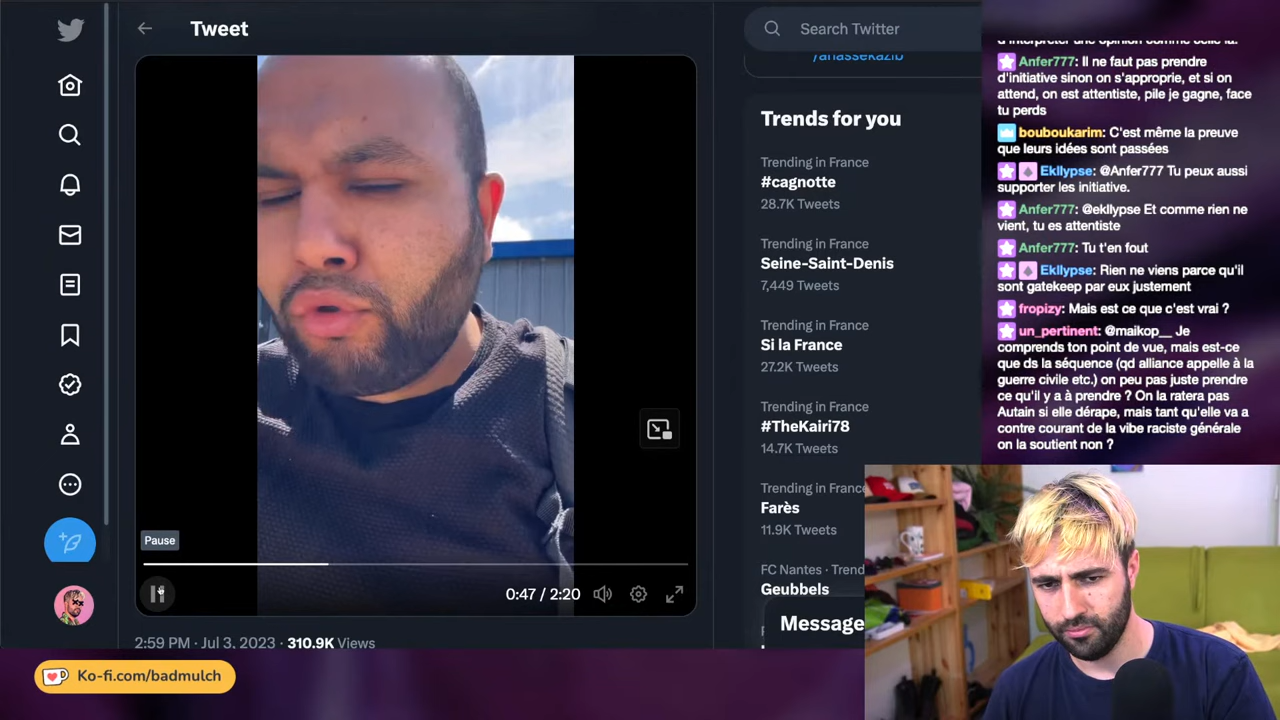 Tweet
Pause
0:47 / 2:20
2:59 PM · Jul 3, 2023 · 310.9K Views
Search Twitter
/anassekazib
Trends for you
Trending in France
#cagnotte
28.7K Tweets
Trending in France
Seine-Saint-Denis
7,449 Tweets
Trending in France
Si la France
27.2K Tweets
Trending in France
#TheKairi78
14.7K Tweets
Trending in France
Farès
11.9K Tweets
FC Nantes · Trend
Geubbels
Message
d'interpréter une opinion comme celle là.
Anfer777: Il ne faut pas prendre
d'initiative sinon on s'approprie, et si on
attend, on est attentiste, pile je gagne, face
tu perds
bouboukarim: C'est même la preuve
que leurs idées sont passées
Ekllypse: @Anfer777 Tu peux aussi
supporter les initiative.
Anfer777: @ekllypse Et comme rien ne
vient, tu es attentiste
Anfer777: Tu t'en fout
Ekllypse: Rien ne viens parce qu'il
sont gatekeep par eux justement
fropizy: Mais est ce que c'est vrai ?
un_pertinent: @maikop__ Je
comprends ton point de vue, mais est-ce
que ds la séquence (qd alliance appelle à la
guerre civile etc.) on peu pas juste prendre
ce qu'il y a à prendre ? On la ratera pas
Autain si elle dérape, mais tant qu'elle va a
contre courant de la vibe raciste générale
on la soutient non ?
Ko-fi.com/badmulch